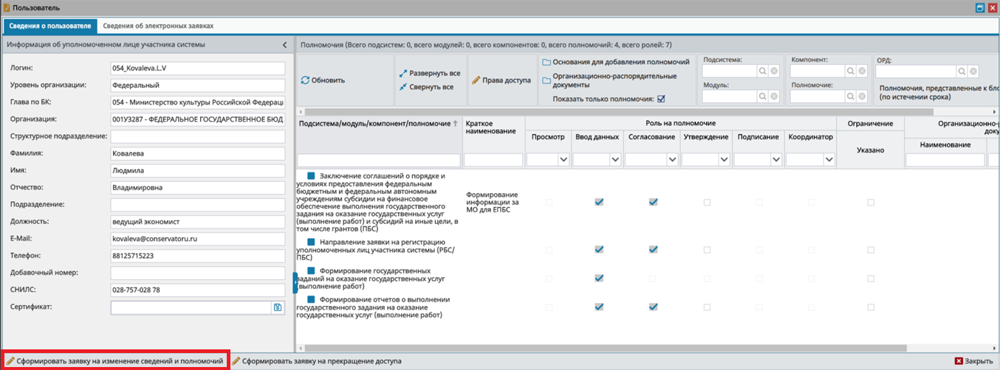 Пользователь
Сведения о пользователе
Сведения об электронных заявках
Информация об уполномоченном лице участника системы
Логин:
054_Kovaleva.L.V
Уровень организации:
Федеральный
Глава по БК:
054 - Министерство культуры Российской Федерац
Организация:
001У3287 - ФЕДЕРАЛЬНОЕ ГОСУДАРСТВЕННОЕ БЮД
Структурное подразделение:
Фамилия:
Ковалева
Имя:
Людмила
Отчество:
Владимировна
Подразделение:
Должность:
ведущий экономист
E-Mail:
kovaleva@conservatoru.ru
Телефон:
88125715223
Добавочный номер:
СНИЛС:
028-757-028 78
Сертификат:
Полномочия (Всего подсистем: 0, всего модулей: 0, всего компонентов: 0, всего полномочий: 4, всего ролей: 7)
Обновить
Развернуть все
Свернуть все
Права доступа
Основания для добавления полномочий
Организационно-распорядительные
документы
Показать только полномочия:
Подсистема:
Модуль:
Компонент:
Полномочие:
ОРД:
Полномочия, представленные к бло
(по истечении срока)
Подсистема/модуль/компонент/полномочие
Краткое
наименование
Роль на полномочие
Просмотр
Ввод данных
Согласование
Утверждение
Подписание
Координатор
Ограничение
Указано
Организационно-р
доку
Наименование
Заключение соглашений о порядке и
условиях предоставления федеральным
бюджетным и федеральным автономным
учреждениям субсидии на финансовое
обеспечение выполнения государственного
задания на оказание государственных услуг
(выполнение работ) и субсидий на иные цели, в
том числе грантов (ПБС)
Формирование
информации за
МО для ЕПБС
Направление заявки на регистрацию
уполномоченных лиц участника системы (РБС/
ПБС)
Формирование государственных
заданий на оказание государственных услуг
(выполнение работ)
Формирование отчетов о выполнении
государственного задания на оказание
государственных услуг (выполнение работ)
Сформировать заявку на изменение сведений и полномочий
Сформировать заявку на прекращение доступа
Закрыть